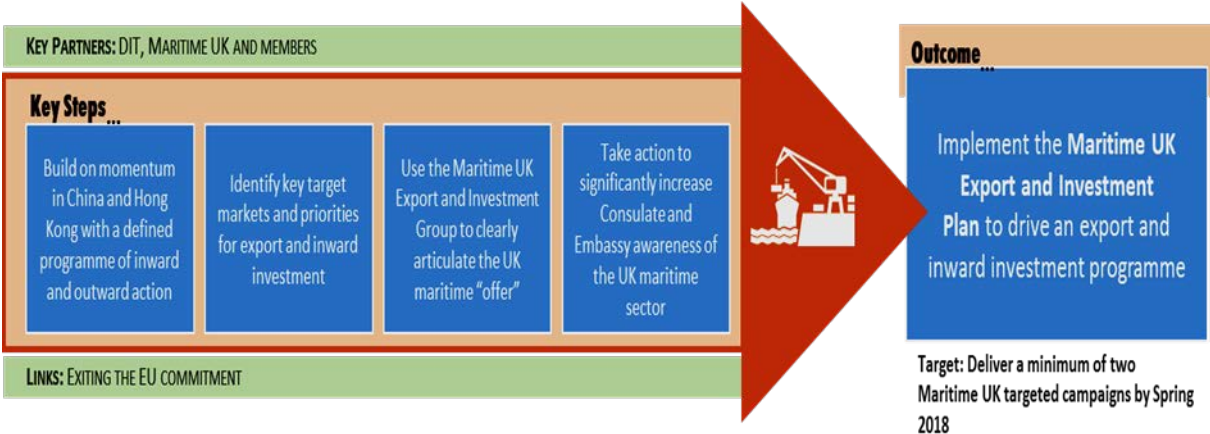 KEY PARTNERS: DIT, MARITIME UK AND MEMBERS
Key Steps...
Build on momentum
in China and Hong
Kong with a defined
programme of inward
and outward action
Identify key target
markets and priorities
for export and inward
investment
Use the Maritime UK
Export and Investment
Group to clearly
articulate the UK
maritime “offer”
Take action to
significantly increase
Consulate and
Embassy awareness of
the UK maritime
sector
LINKS: EXITING THE EU COMMITMENT
Outcome...
Implement the Maritime UK
Export and Investment
Plan to drive an export and
inward investment programme
Target: Deliver a minimum of two
Maritime UK targeted campaigns by Spring
2018